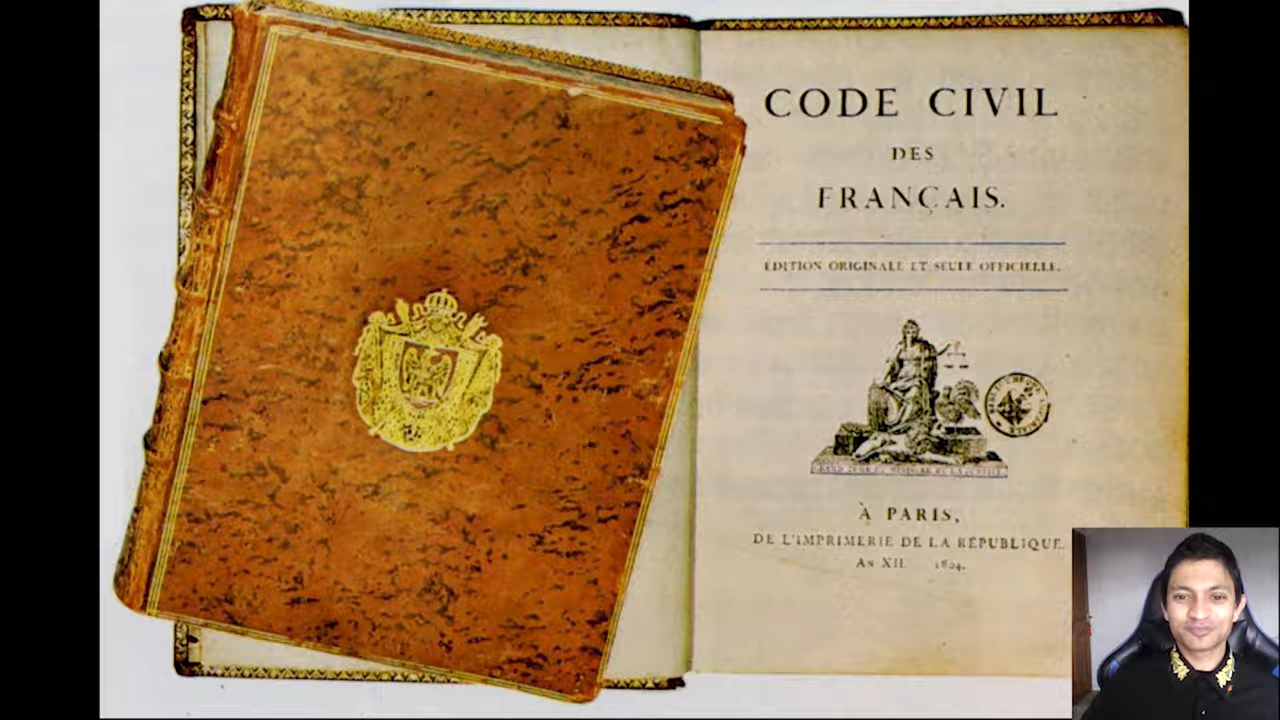 CODE CIVIL
DES
FRANÇAIS.
ÉDITION ORIGINALE ET SEULE OFFICIELLE.
À PARIS,
DE L'IMPRIMERIE DE LA RÉPUBLIQUE.
AN XII. 1804.